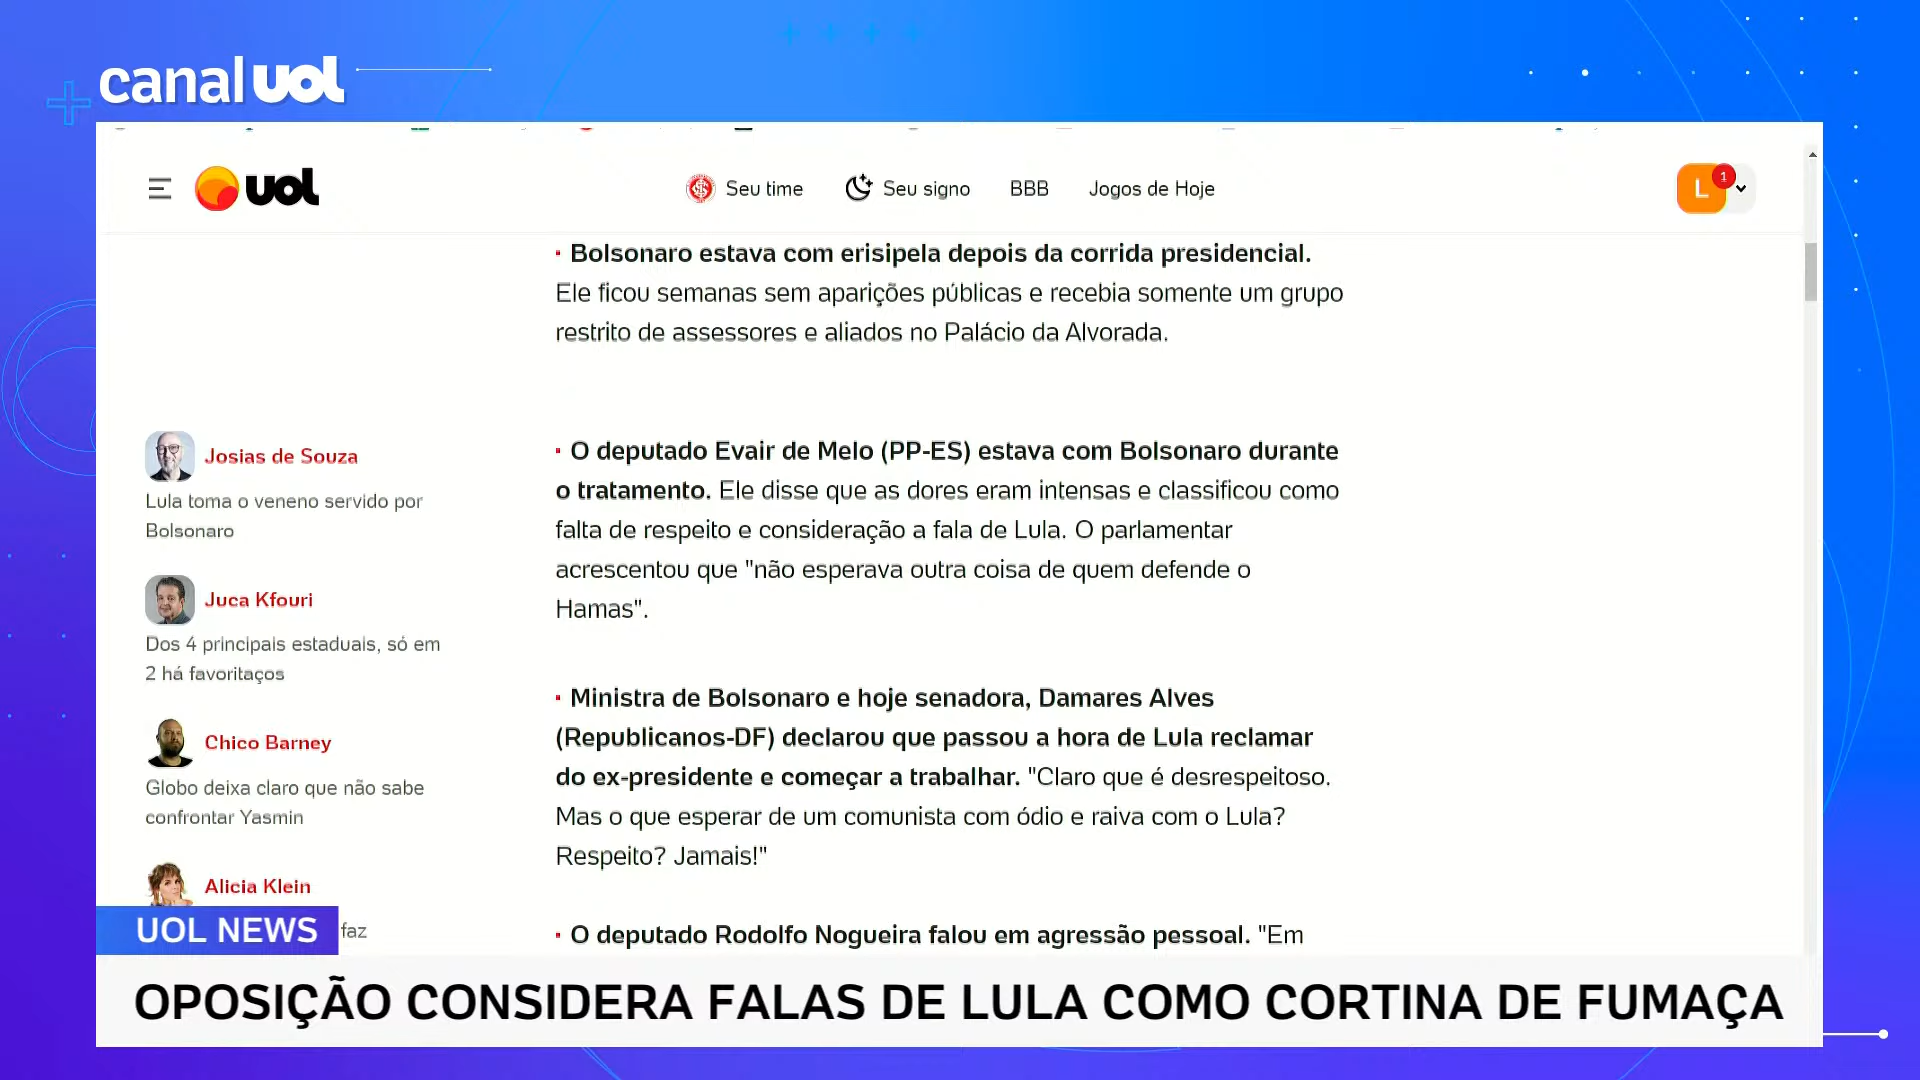 canal uol
uol
Seu time
Seu signo
BBB
Jogos de Hoje
L
1
· Bolsonaro estava com erisipela depois da corrida presidencial.
Ele ficou semanas sem aparições públicas e recebia somente um grupo
restrito de assessores e aliados no Palácio da Alvorada.
Josias de Souza
Lula toma o veneno servido por
Bolsonaro
Juca Kfouri
Dos 4 principais estaduais, só em
2 há favoritaços
Chico Barney
Globo deixa claro que não sabe
confrontar Yasmin
Alicia Klein
faz
· O deputado Evair de Melo (PP-ES) estava com Bolsonaro durante
o tratamento. Ele disse que as dores eram intensas e classificou como
falta de respeito e consideração a fala de Lula. O parlamentar
acrescentou que "não esperava outra coisa de quem defende o
Hamas".
· Ministra de Bolsonaro e hoje senadora, Damares Alves
(Republicanos-DF) declarou que passou a hora de Lula reclamar
do ex-presidente e começar a trabalhar. "Claro que é desrespeitoso.
Mas o que esperar de um comunista com ódio e raiva com o Lula?
Respeito? Jamais!"
· O deputado Rodolfo Nogueira falou em agressão pessoal. "Em
UOL NEWS
OPOSIÇÃO CONSIDERA FALAS DE LULA COMO CORTINA DE FUMAÇA